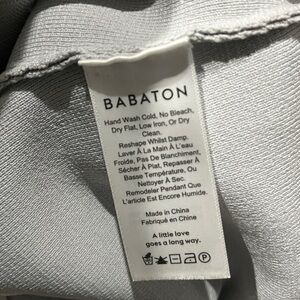 BABATON
Hand Wash Cold, No Bleach,
Dry Flat, Low Iron, Or Dry
Clean.
Reshape Whilst Damp.
Laver À La Main À L'eau
Froide, Pas De Blanchiment,
Sécher À Plat, Repasser À
Basse Température, Ou
Nettoyer À Sec.
Remodeler Pendant Que
L'article Est Encore Humide.
Made in China
Fabriqué en Chine
A little love
goes a long way.